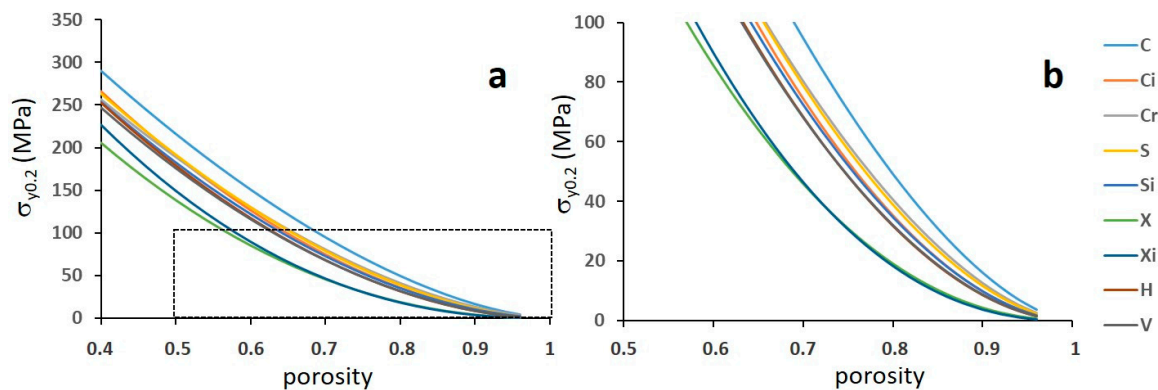 350
300
250
200
150
100
50
0
σy0.2 (MPa)
a
0.4 0.5 0.6 0.7 0.8 0.9 1
porosity
100
80
60
40
20
0
σy0.2 (MPa)
b
0.5 0.6 0.7 0.8 0.9 1
porosity
C
Ci
Cr
S
Si
X
Xi
H
V